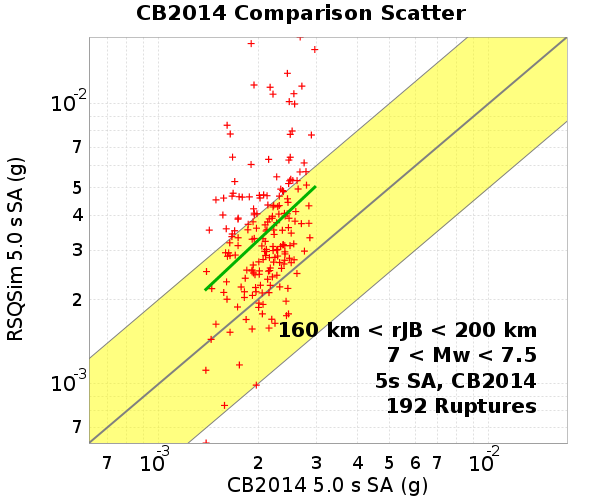 CB2014 Comparison Scatter
RSQSim 5.0 s SA (g)
10-2
7
5
4
3
2
10-3
7
160 km < rJB < 200 km
7 < Mw < 7.5
5s SA, CB2014
192 Ruptures
7 10-3 2 3 4 5 6 7 10-2
CB2014 5.0 s SA (g)